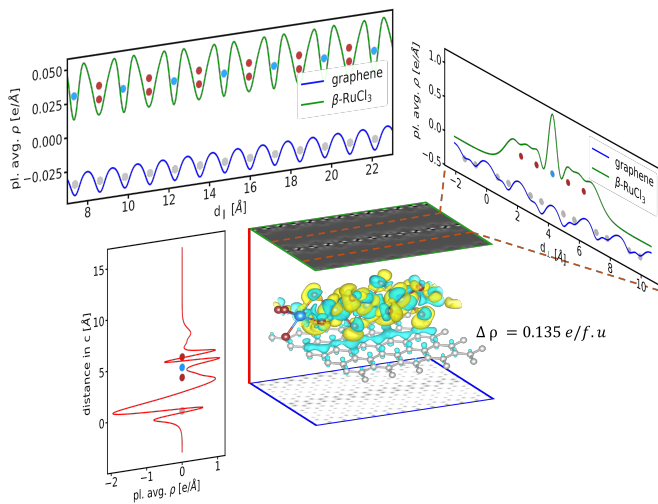 pl. avg. ρ [e/Å]
0.050
0.025
0.000
−0.025
8
10
12
14
16
18
20
22
d∥ [Å]
graphene
β-RuCl3
pl. avg. ρ [e/Å]
1.0
0.5
0.0
−0.5
−2
0
2
4
6
8
10
[Å]
graphene
β-RuCl3
distance in c [Å]
15
10
5
0
−2
−1
0
1
pl. avg. ρ [e/Å]
Δ ρ = 0.135 e/f.u